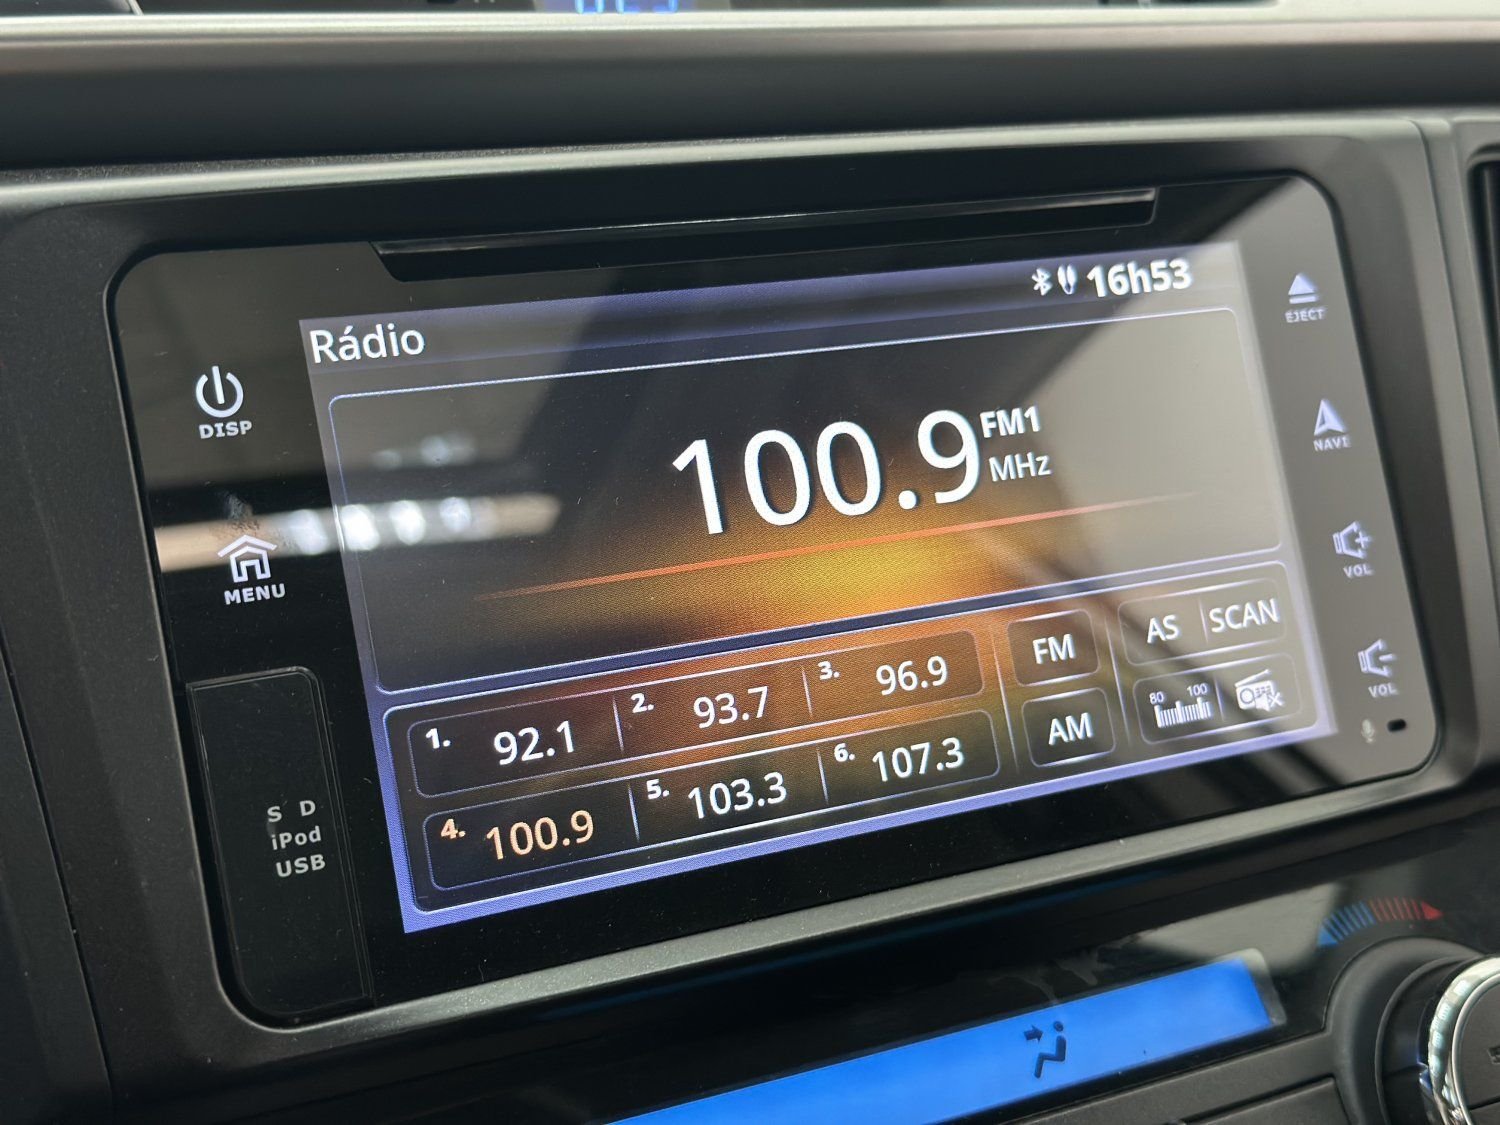 16h53
Rádio
DISP
MENU
100.9 FM1
MHz
EJECT
NAVI
VOL
VOL
1. 92.1 2. 93.7 3. 96.9 FM AS SCAN
4. 100.9 5. 103.3 6. 107.3 AM 80 100
S D
iPod
USB